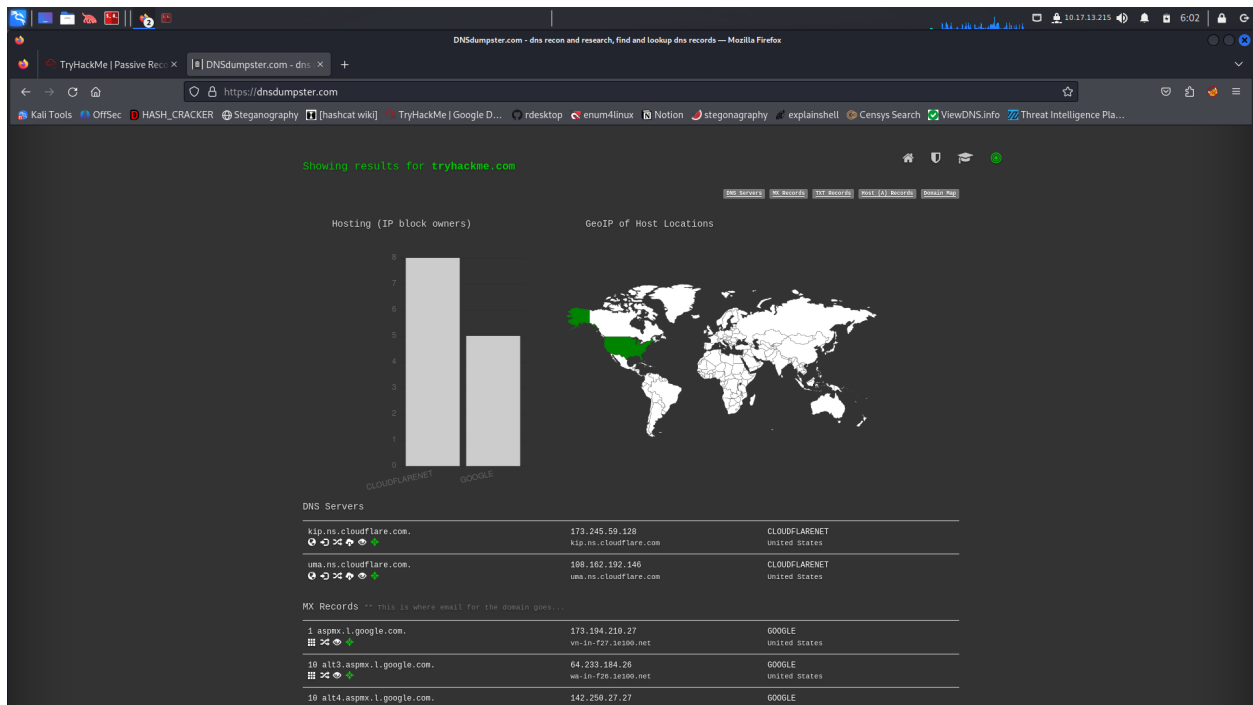 2
10.17.13.215
6:02
DNSdumpster.com - dns recon and research, find and lookup dns records — Mozilla Firefox
TryHackMe | Passive Reco
DNSdumpster.com - dns
https://dnsdumpster.com
Kali Tools OffSec HASH_CRACKER Steganography [hashcat wiki] TryHackMe | Google D... rdesktop enum4linux Notion stegonagraphy explainshell Censys Search ViewDNS.info Threat Intelligence Pla...
Showing results for tryhackme.com
DNS Servers MX Records TXT Records Host (A) Records Domain Map
Hosting (IP block owners)
GeoIP of Host Locations
8
7
6
5
4
3
2
1
0
CLOUDFLARENET
GOOGLE
DNS Servers
kip.ns.cloudflare.com. 173.245.59.128 CLOUDFLARENET
kip.ns.cloudflare.com United States
uma.ns.cloudflare.com. 108.162.192.146 CLOUDFLARENET
uma.ns.cloudflare.com United States
MX Records ** This is where email for the domain goes...
1 aspmx.l.google.com. 173.194.210.27 GOOGLE
vn-in-f27.1e100.net United States
10 alt3.aspmx.l.google.com. 64.233.184.26 GOOGLE
wa-in-f26.1e100.net United States
10 alt4.aspmx.l.google.com. 142.250.27.27 GOOGLE